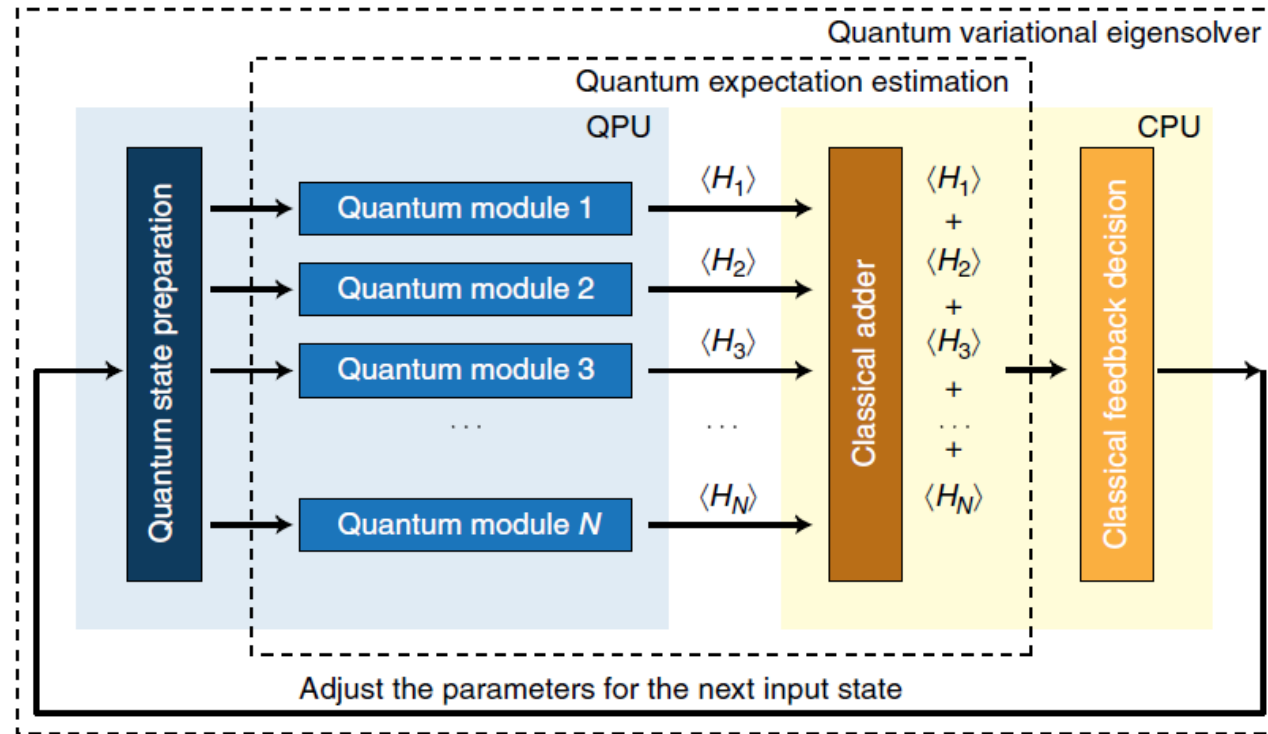 Quantum variational eigensolver
Quantum expectation estimation
QPU
CPU
Quantum state preparation
Quantum module 1
Quantum module 2
Quantum module 3
...
Quantum module N
⟨H₁⟩
⟨H₂⟩
⟨H₃⟩
...
⟨H_N⟩
Classical adder
⟨H₁⟩
+
⟨H₂⟩
+
⟨H₃⟩
+
...
+
⟨H_N⟩
Classical feedback decision
Adjust the parameters for the next input state